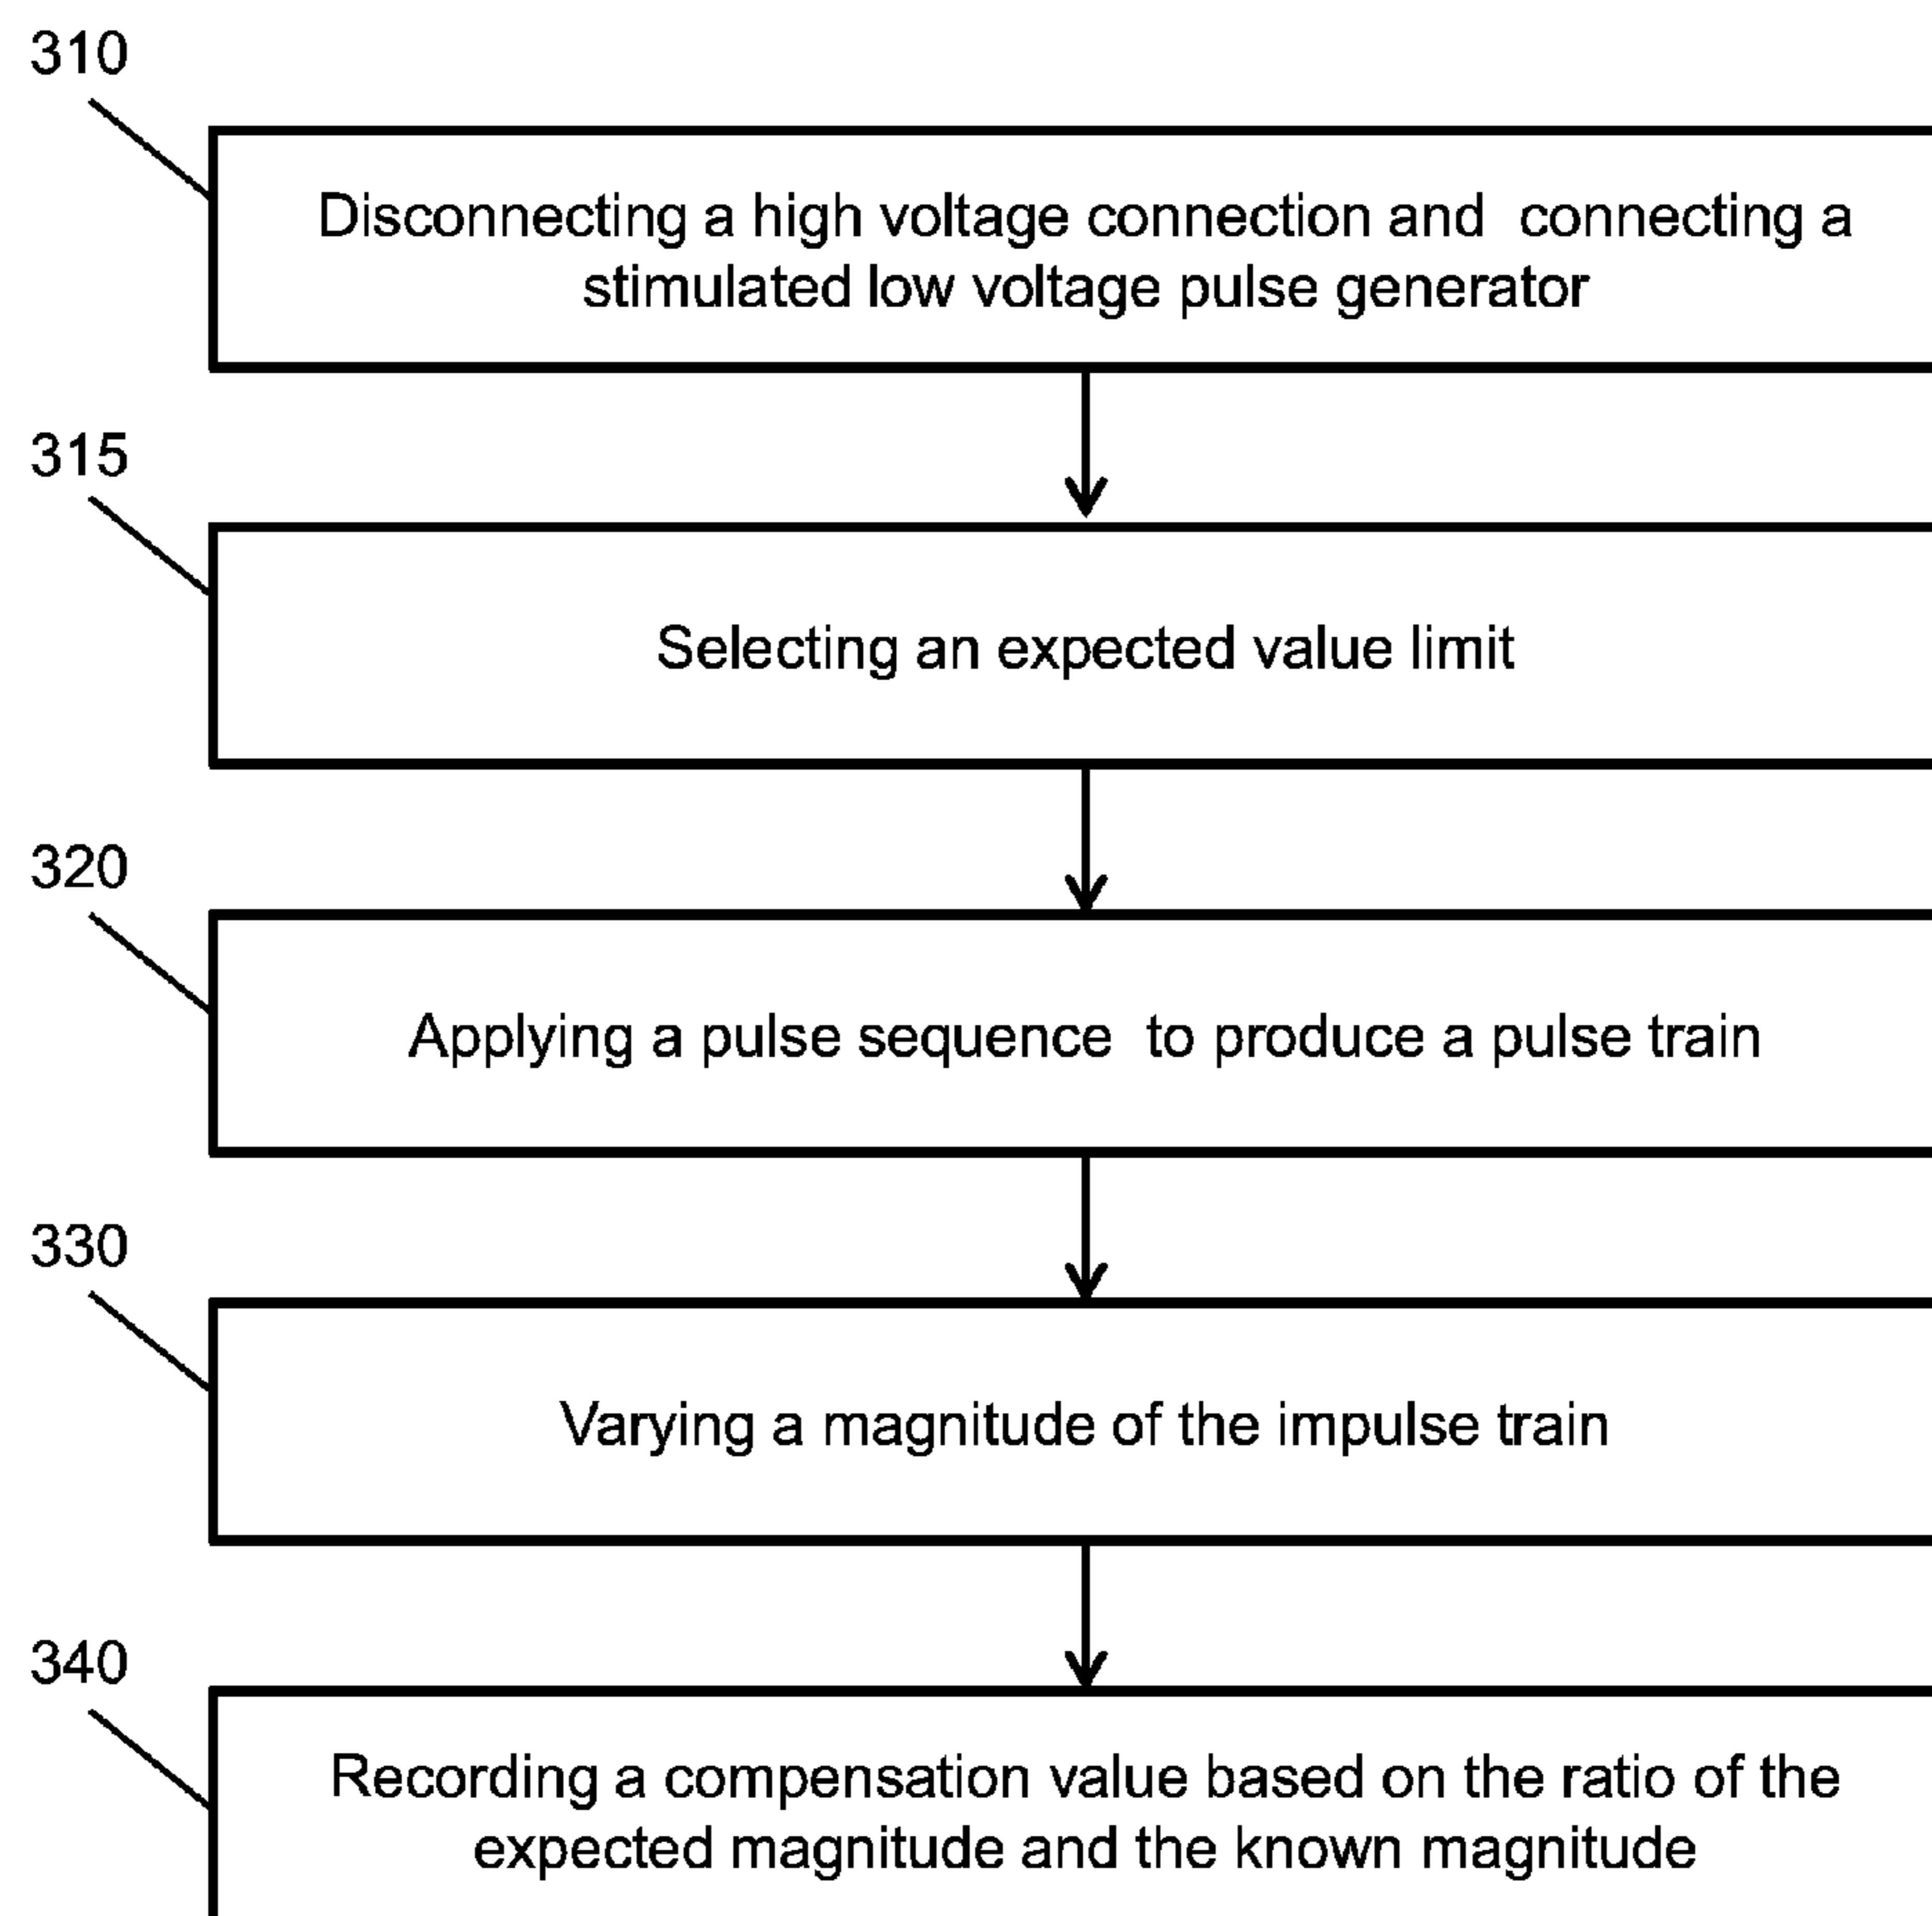 310
Disconnecting a high voltage connection and connecting a
stimulated low voltage pulse generator
315
Selecting an expected value limit
320
Applying a pulse sequence to produce a pulse train
330
Varying a magnitude of the impulse train
340
Recording a compensation value based on the ratio of the
expected magnitude and the known magnitude